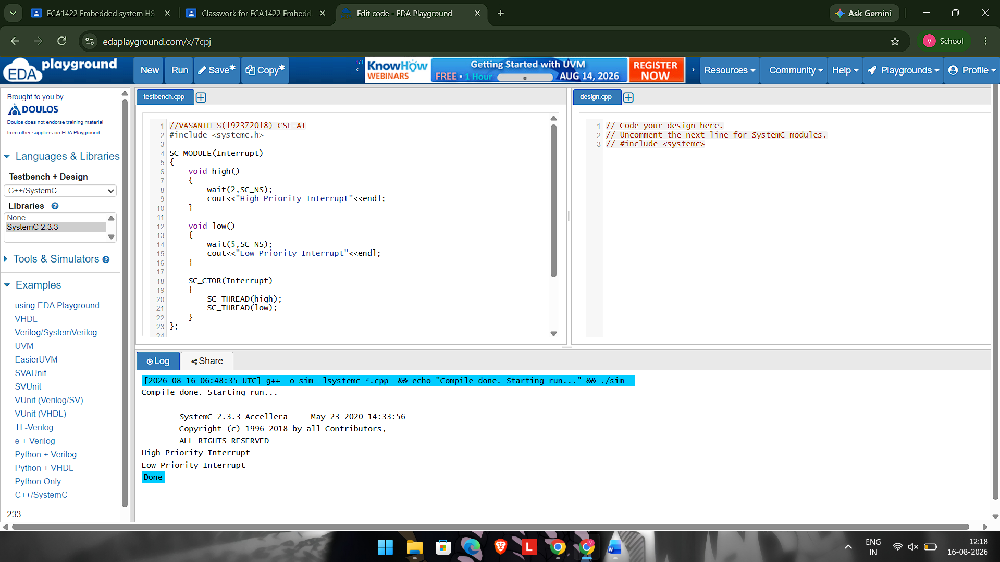 ECA1422 Embedded system HS
Classwork for ECA1422 Embedd
Edit code - EDA Playground
Ask Gemini
edaplayground.com/x/7cpj
V School
EDA playground
New
Run
Save*
Copy*
1/1
KnowHow
WEBINARS
Getting Started with UVM
FREE • 1 Hour
AUG 14, 2026
REGISTER
NOW
Resources
Community
Help
Playgrounds
Profile
Brought to you by
DOULOS
Doulos does not endorse training material
from other suppliers on EDA Playground.
Languages & Libraries
Testbench + Design
C++/SystemC
Libraries
None
SystemC 2.3.3
Tools & Simulators
Examples
using EDA Playground
VHDL
Verilog/SystemVerilog
UVM
EasierUVM
SVAUnit
SVUnit
VUnit (Verilog/SV)
VUnit (VHDL)
TL-Verilog
e + Verilog
Python + Verilog
Python + VHDL
Python Only
C++/SystemC
233
testbench.cpp
1 //VASANTH S(192372018) CSE-AI
2 #include <systemc.h>
3
4 SC_MODULE(Interrupt)
5 {
6 void high()
7 {
8 wait(2,SC_NS);
9 cout<<"High Priority Interrupt"<<endl;
10 }
11
12 void low()
13 {
14 wait(5,SC_NS);
15 cout<<"Low Priority Interrupt"<<endl;
16 }
17
18 SC_CTOR(Interrupt)
19 {
20 SC_THREAD(high);
21 SC_THREAD(low);
22 }
23 };
24
design.cpp
1 // Code your design here.
2 // Uncomment the next line for SystemC modules.
3 // #include <systemc>
Log
Share
[2026-08-16 06:48:35 UTC] g++ -o sim -lsystemc *.cpp && echo "Compile done. Starting run..." && ./sim
Compile done. Starting run...
SystemC 2.3.3-Accellera --- May 23 2020 14:33:56
Copyright (c) 1996-2018 by all Contributors,
ALL RIGHTS RESERVED
High Priority Interrupt
Low Priority Interrupt
Done
L
V
W
ENG
IN
12:18
16-08-2026